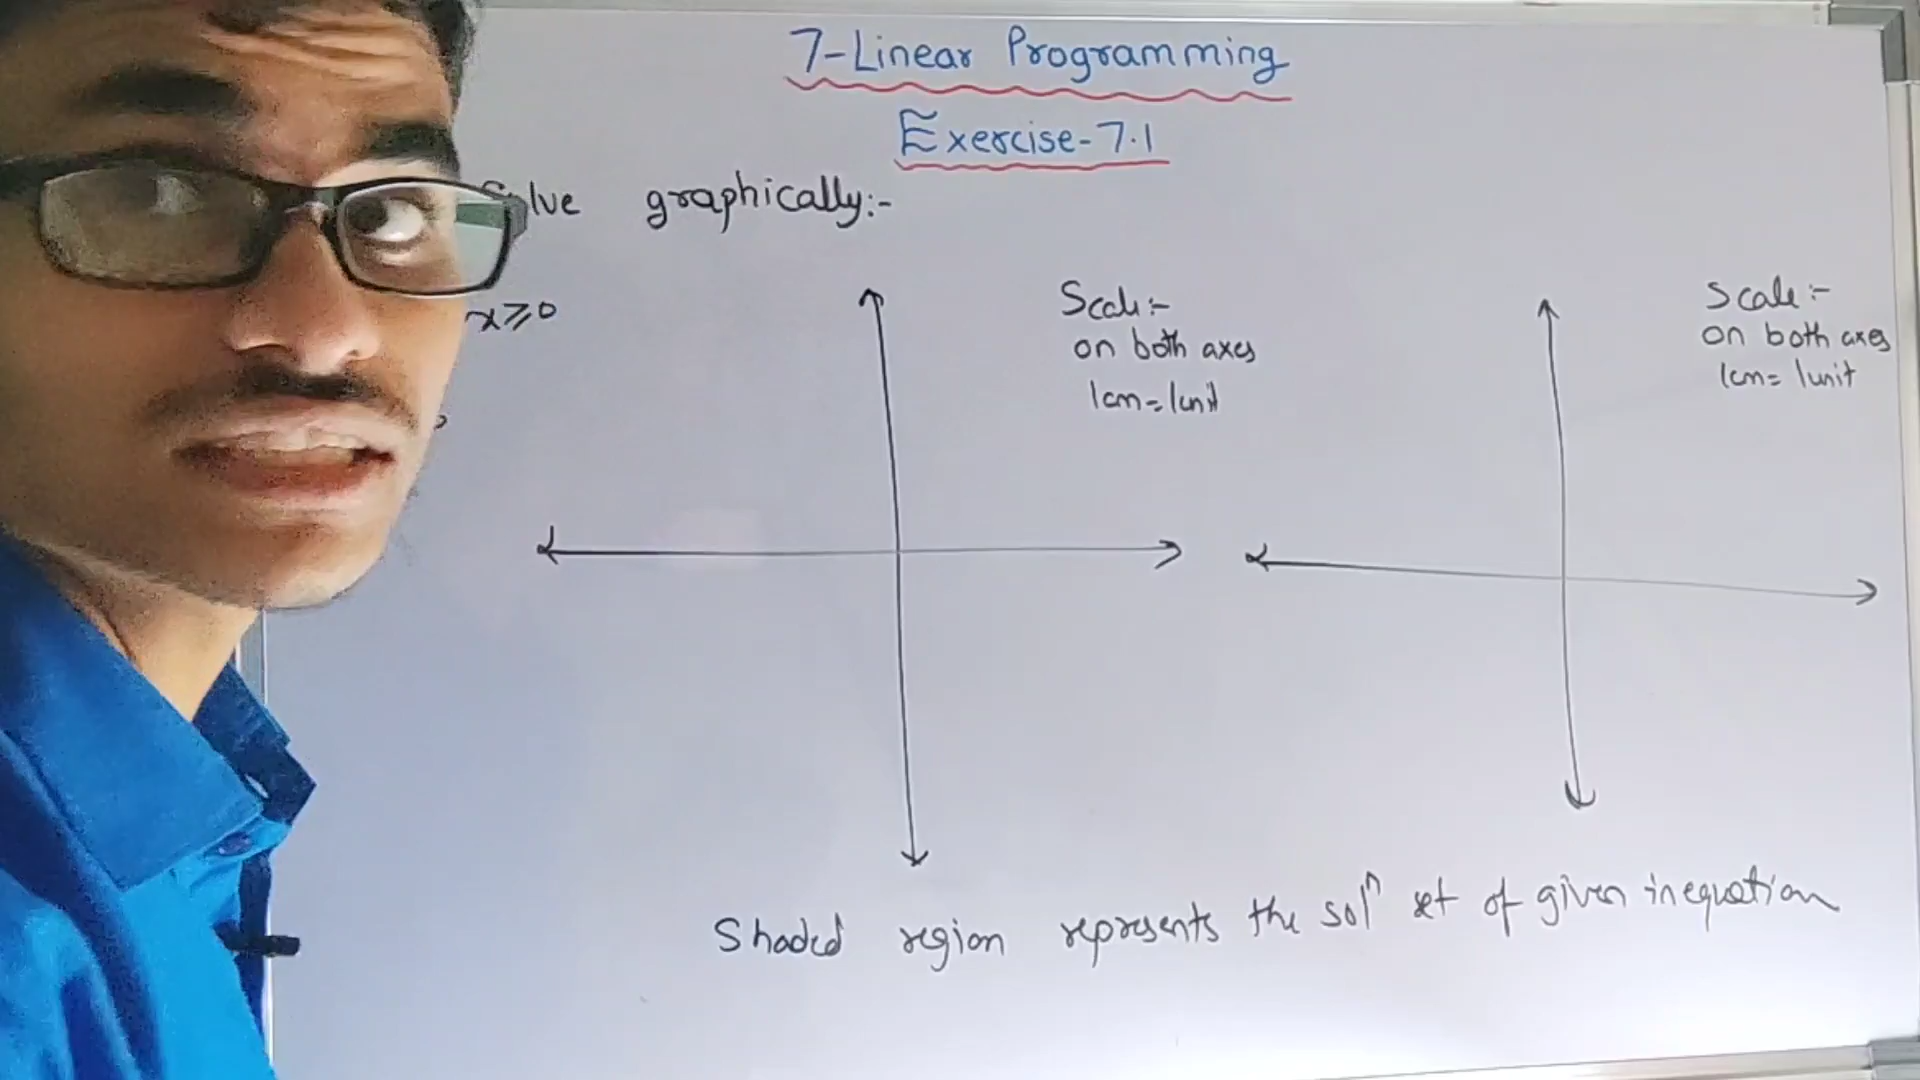 7-Linear Programming
Exercise-7.1
Solve graphically:-
x≥0
Scale:-
on both axes
1cm=1unit
Scale:-
on both axes
1cm=1unit
Shaded region represents the solⁿ set of given inequation